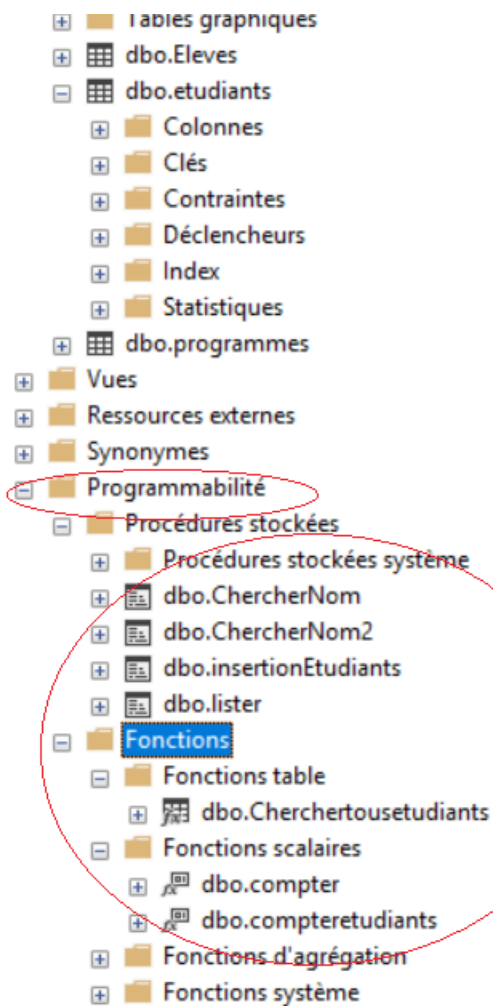 Tables graphiques
dbo.Eleves
dbo.etudiants
Colonnes
Clés
Contraintes
Déclencheurs
Index
Statistiques
dbo.programmes
Vues
Ressources externes
Synonymes
Programmabilité
Procédures stockées
Procédures stockées système
dbo.ChercherNom
dbo.ChercherNom2
dbo.insertionEtudiants
dbo.lister
Fonctions
Fonctions table
dbo.Cherchertousetudiants
Fonctions scalaires
dbo.compter
dbo.compteretudiants
Fonctions d'agrégation
Fonctions système